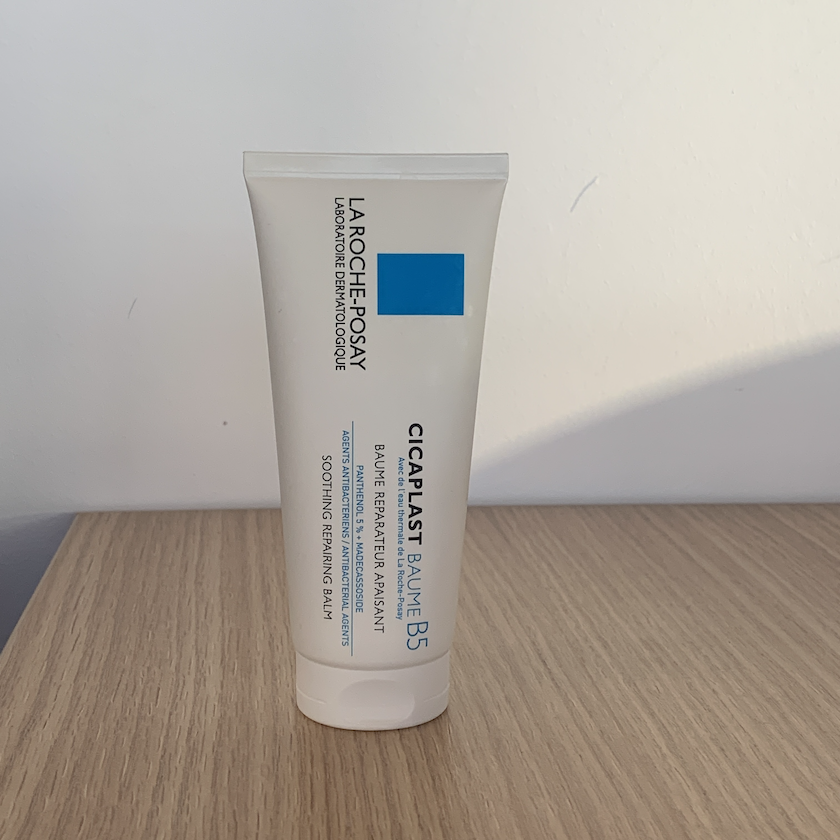 LA ROCHE-POSAY
LABORATOIRE DERMATOLOGIQUE
CICAPLAST BAUME B5
Avec de l'eau thermale de La Roche-Posay
BAUME REPARATEUR APAISANT
PANTHENOL 5 % + MADECASSOSIDE
AGENTS ANTIBACTERIENS / ANTIBACTERIAL AGENTS
SOOTHING REPAIRING BALM